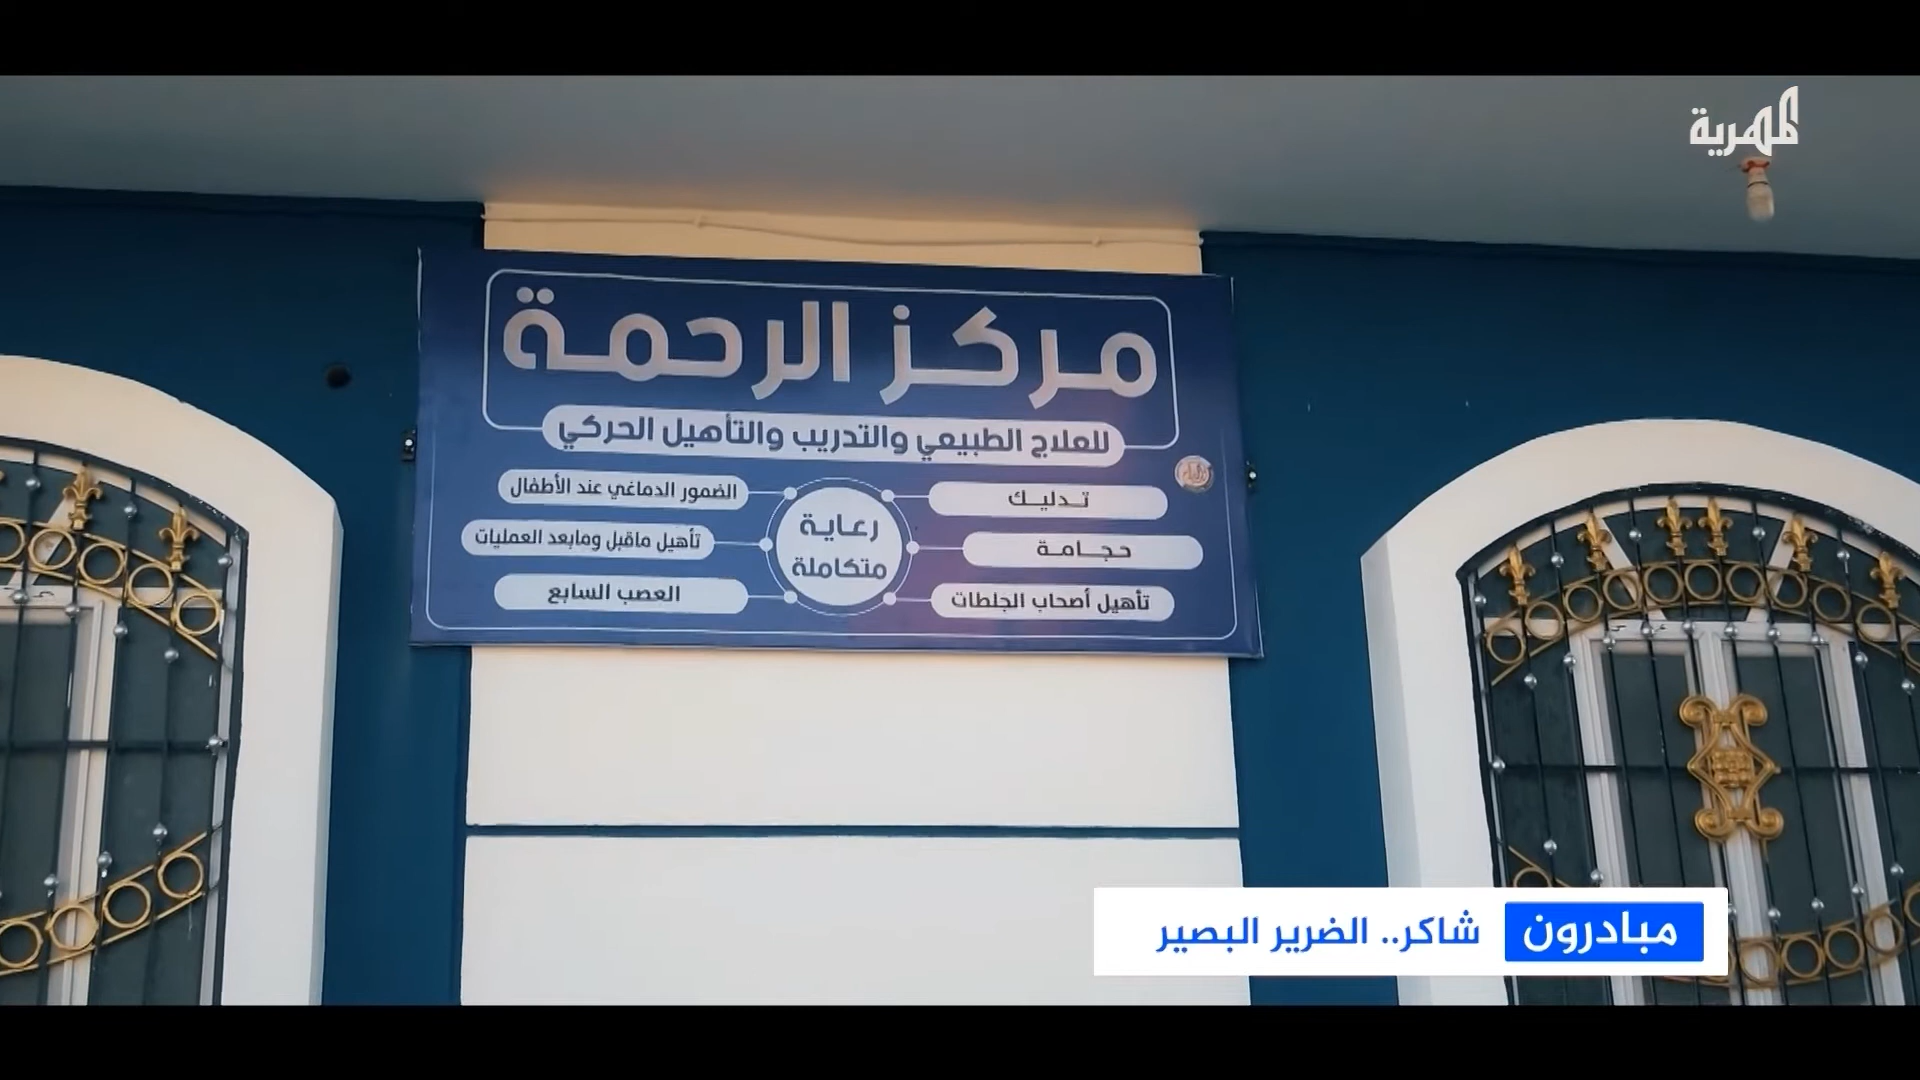 المهرية
مركز الرحمة
للعلاج الطبيعي والتدريب والتأهيل الحركي
تدليك
حجامة
تأهيل أصحاب الجلطات
رعاية
متكاملة
الضمور الدماغي عند الأطفال
تأهيل ماقبل ومابعد العمليات
العصب السابع
مبادرون
شاكر.. الضرير البصير